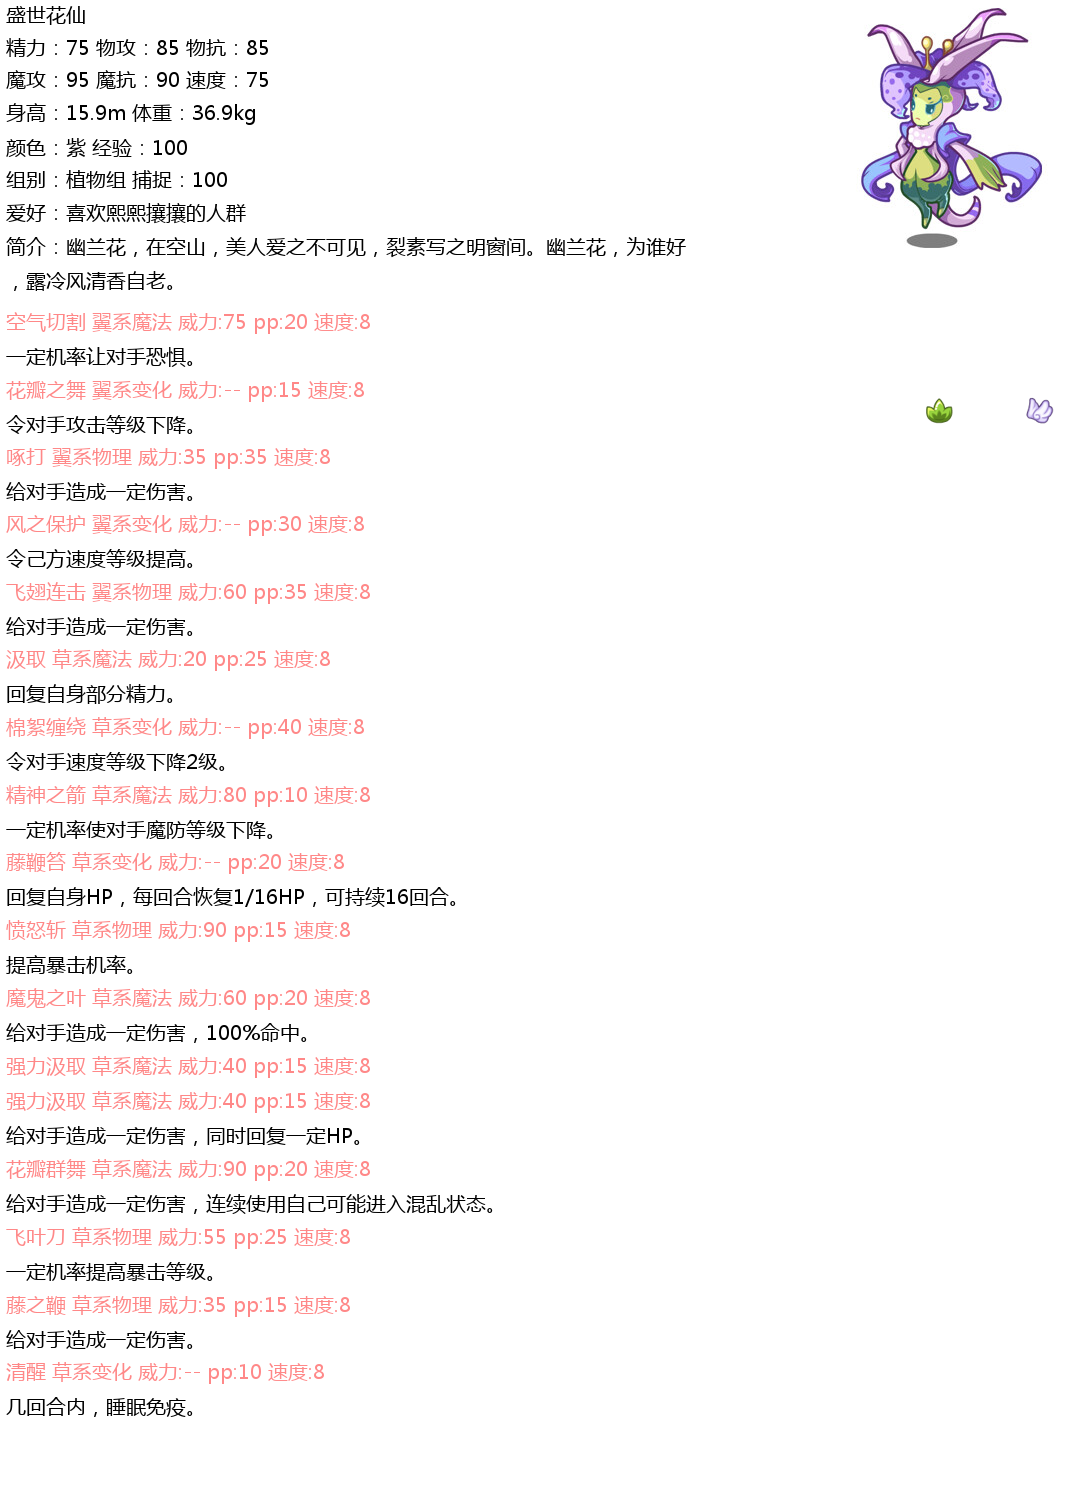 盛世花仙
精力：75 物攻：85 物抗：85
魔攻：95 魔抗：90 速度：75
身高：15.9m 体重：36.9kg
颜色：紫 经验：100
组别：植物组 捕捉：100
爱好：喜欢熙熙攘攘的人群
简介：幽兰花，在空山，美人爱之不可见，裂素写之明窗间。幽兰花，为谁好
，露冷风清香自老。
空气切割 翼系魔法 威力:75 pp:20 速度:8
一定机率让对手恐惧。
花瓣之舞 翼系变化 威力:-- pp:15 速度:8
令对手攻击等级下降。
啄打 翼系物理 威力:35 pp:35 速度:8
给对手造成一定伤害。
风之保护 翼系变化 威力:-- pp:30 速度:8
令己方速度等级提高。
飞翅连击 翼系物理 威力:60 pp:35 速度:8
给对手造成一定伤害。
汲取 草系魔法 威力:20 pp:25 速度:8
回复自身部分精力。
棉絮缠绕 草系变化 威力:-- pp:40 速度:8
令对手速度等级下降2级。
精神之箭 草系魔法 威力:80 pp:10 速度:8
一定机率使对手魔防等级下降。
藤鞭笞 草系变化 威力:-- pp:20 速度:8
回复自身HP，每回合恢复1/16HP，可持续16回合。
愤怒斩 草系物理 威力:90 pp:15 速度:8
提高暴击机率。
魔鬼之叶 草系魔法 威力:60 pp:20 速度:8
给对手造成一定伤害，100%命中。
强力汲取 草系魔法 威力:40 pp:15 速度:8
强力汲取 草系魔法 威力:40 pp:15 速度:8
给对手造成一定伤害，同时回复一定HP。
花瓣群舞 草系魔法 威力:90 pp:20 速度:8
给对手造成一定伤害，连续使用自己可能进入混乱状态。
飞叶刀 草系物理 威力:55 pp:25 速度:8
一定机率提高暴击等级。
藤之鞭 草系物理 威力:35 pp:15 速度:8
给对手造成一定伤害。
清醒 草系变化 威力:-- pp:10 速度:8
几回合内，睡眠免疫。